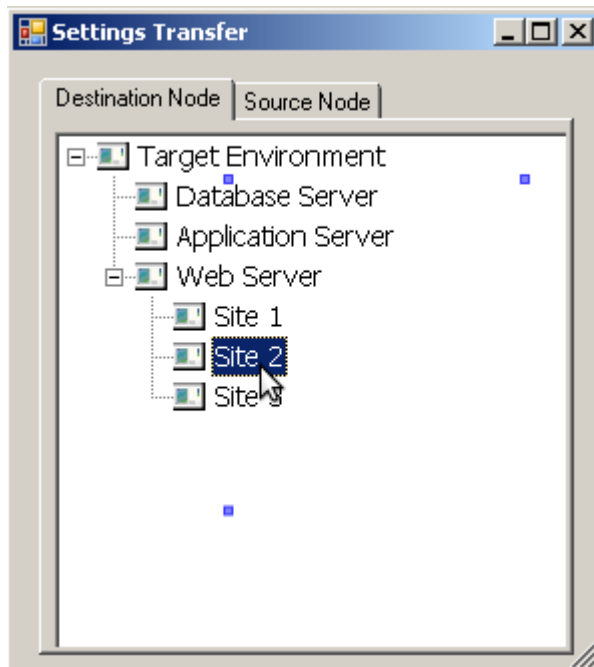 Settings Transfer
Destination Node Source Node
Target Environment
Database Server
Application Server
Web Server
Site 1
Site 2
Site 3